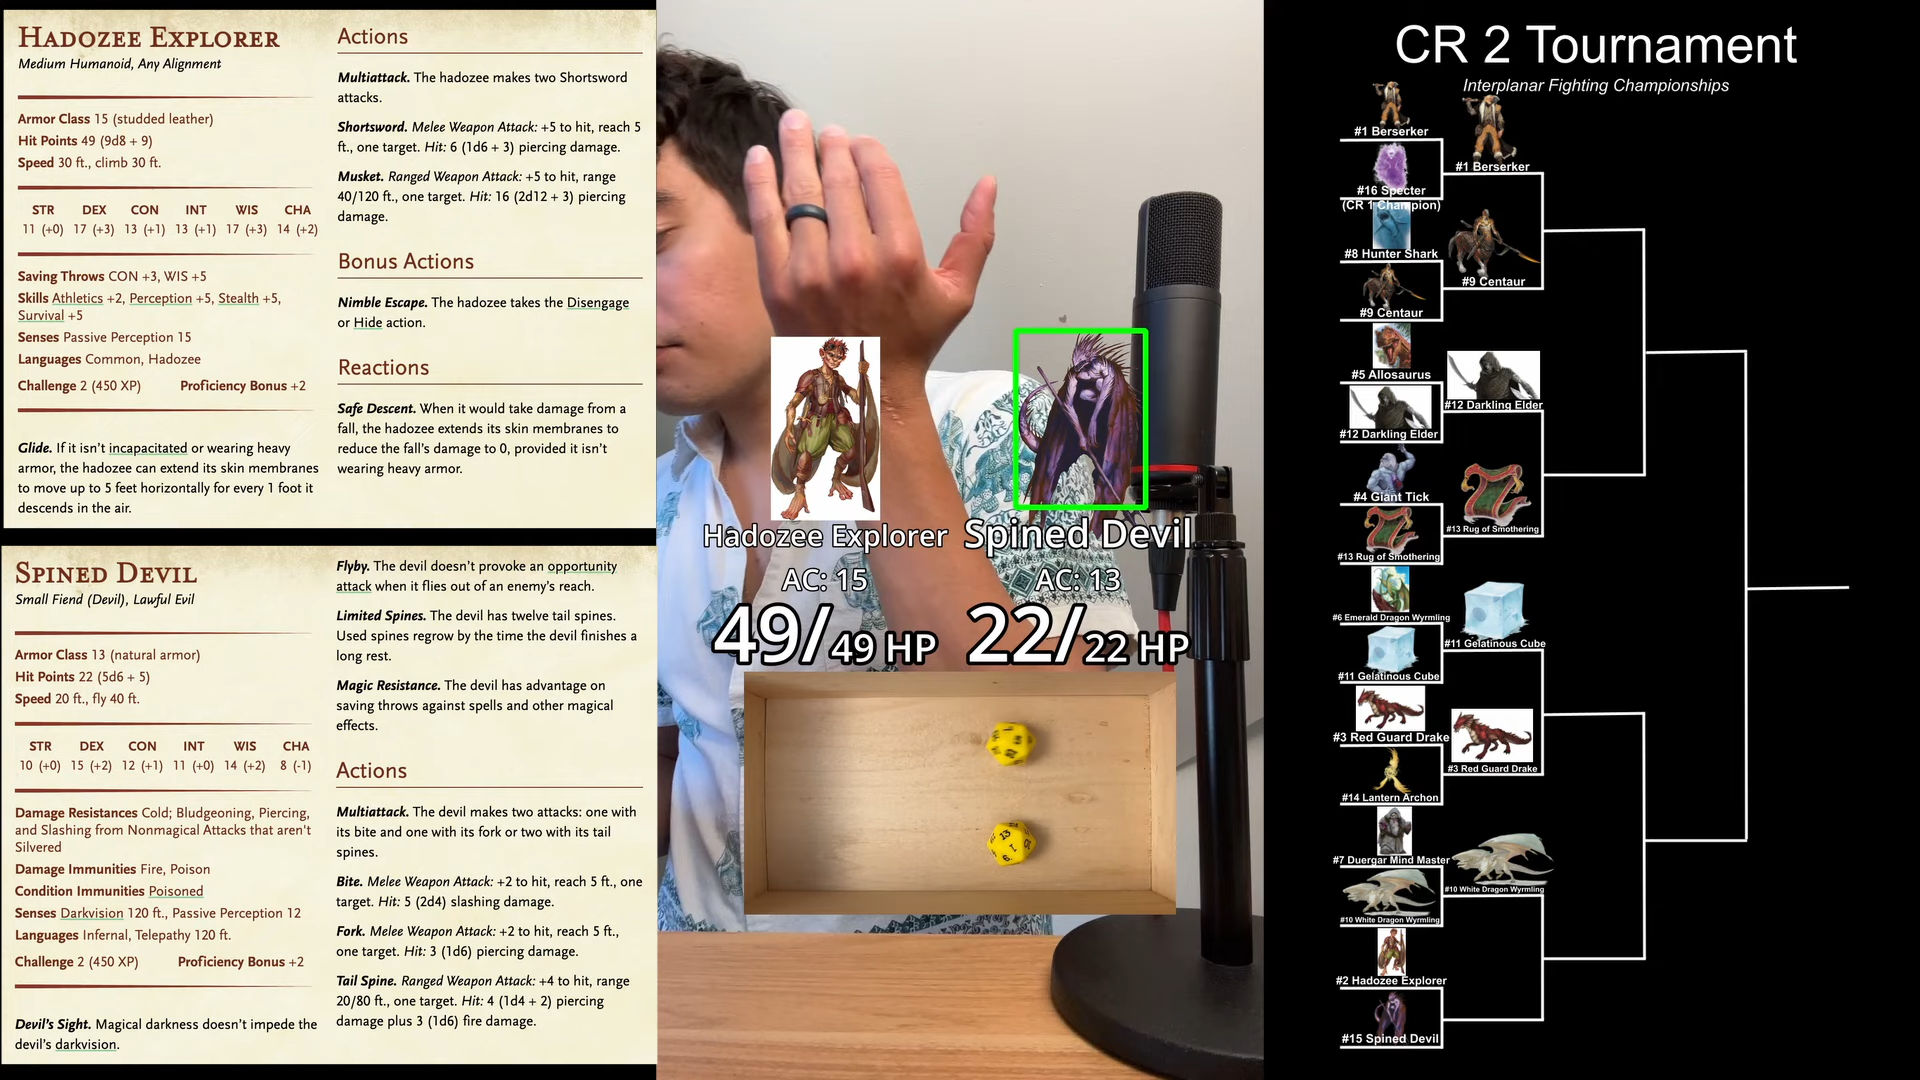 HADOZEE EXPLORER
Medium Humanoid, Any Alignment
Armor Class 15 (studded leather)
Hit Points 49 (9d8 + 9)
Speed 30 ft., climb 30 ft.
STR DEX CON INT WIS CHA
11 (+0) 17 (+3) 13 (+1) 13 (+1) 17 (+3) 14 (+2)
Saving Throws CON +3, WIS +5
Skills Athletics +2, Perception +5, Stealth +5,
Survival +5
Senses Passive Perception 15
Languages Common, Hadozee
Challenge 2 (450 XP) Proficiency Bonus +2
Glide. If it isn't incapacitated or wearing heavy
armor, the hadozee can extend its skin membranes
to move up to 5 feet horizontally for every 1 foot it
descends in the air.
Actions
Multiattack. The hadozee makes two Shortsword
attacks.
Shortsword. Melee Weapon Attack: +5 to hit, reach 5
ft., one target. Hit: 6 (1d6 + 3) piercing damage.
Musket. Ranged Weapon Attack: +5 to hit, range
40/120 ft., one target. Hit: 16 (2d12 + 3) piercing
damage.
Bonus Actions
Nimble Escape. The hadozee takes the Disengage
or Hide action.
Reactions
Safe Descent. When it would take damage from a
fall, the hadozee extends its skin membranes to
reduce the fall's damage to 0, provided it isn't
wearing heavy armor.
SPINED DEVIL
Small Fiend (Devil), Lawful Evil
Armor Class 13 (natural armor)
Hit Points 22 (5d6 + 5)
Speed 20 ft., fly 40 ft.
STR DEX CON INT WIS CHA
10 (+0) 15 (+2) 12 (+1) 11 (+0) 14 (+2) 8 (-1)
Damage Resistances Cold; Bludgeoning, Piercing,
and Slashing from Nonmagical Attacks that aren't
Silvered
Damage Immunities Fire, Poison
Condition Immunities Poisoned
Senses Darkvision 120 ft., Passive Perception 12
Languages Infernal, Telepathy 120 ft.
Challenge 2 (450 XP) Proficiency Bonus +2
Devil's Sight. Magical darkness doesn't impede the
devil's darkvision.
Flyby. The devil doesn't provoke an opportunity
attack when it flies out of an enemy's reach.
Limited Spines. The devil has twelve tail spines.
Used spines regrow by the time the devil finishes a
long rest.
Magic Resistance. The devil has advantage on
saving throws against spells and other magical
effects.
Actions
Multiattack. The devil makes two attacks: one with
its bite and one with its fork or two with its tail
spines.
Bite. Melee Weapon Attack: +2 to hit, reach 5 ft., one
target. Hit: 5 (2d4) slashing damage.
Fork. Melee Weapon Attack: +2 to hit, reach 5 ft.,
one target. Hit: 3 (1d6) piercing damage.
Tail Spine. Ranged Weapon Attack: +4 to hit, range
20/80 ft., one target. Hit: 4 (1d4 + 2) piercing
damage plus 3 (1d6) fire damage.
Hadozee Explorer
AC: 15
49/49 HP
Spined Devil
AC: 13
22/22 HP
13
CR 2 Tournament
Interplanar Fighting Championships
#1 Berserker
#16 Specter
(CR 1 Champion)
#8 Hunter Shark
#9 Centaur
#5 Allosaurus
#12 Darkling Elder
#4 Giant Tick
#13 Rug of Smothering
#6 Emerald Dragon Wyrmling
#11 Gelatinous Cube
#3 Red Guard Drake
#14 Lantern Archon
#7 Duergar Mind Master
#10 White Dragon Wyrmling
#2 Hadozee Explorer
#15 Spined Devil
#1 Berserker
#9 Centaur
#12 Darkling Elder
#13 Rug of Smothering
#11 Gelatinous Cube
#3 Red Guard Drake
#10 White Dragon Wyrmling